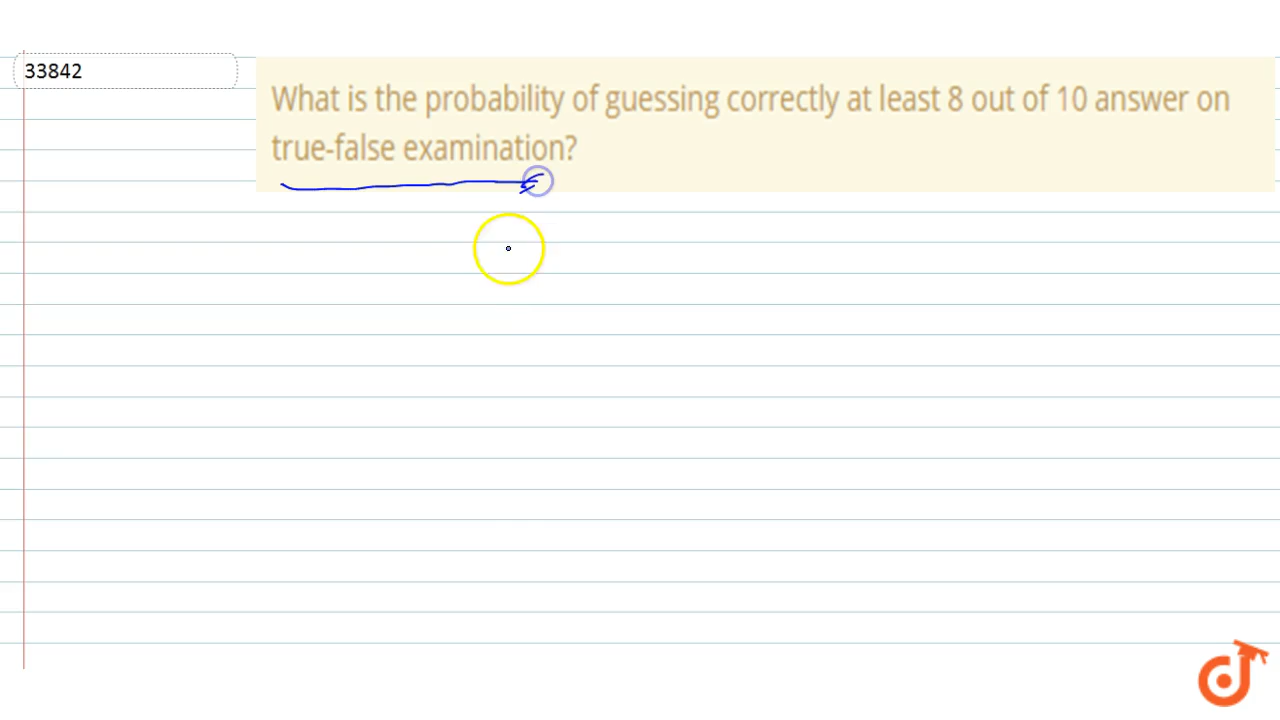 33842
What is the probability of guessing correctly at least 8 out of 10 answer on
true-false examination?